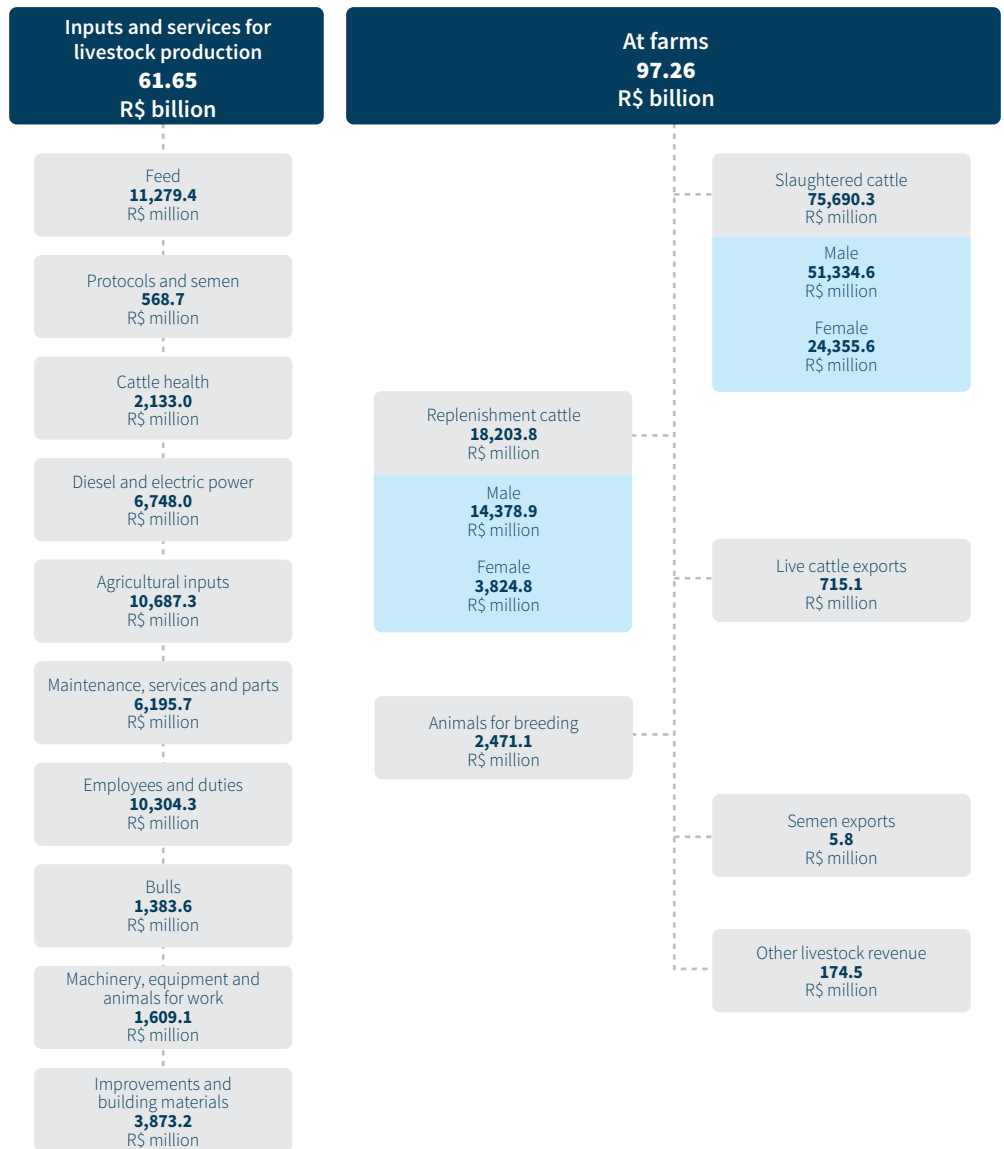 Inputs and services for
livestock production
61.65
R$ billion
Feed
11,279.4
R$ million
Protocols and semen
568.7
R$ million
Cattle health
2,133.0
R$ million
Diesel and electric power
6,748.0
R$ million
Agricultural inputs
10,687.3
R$ million
Maintenance, services and parts
6,195.7
R$ million
Employees and duties
10,304.3
R$ million
Bulls
1,383.6
R$ million
Machinery, equipment and
animals for work
1,609.1
R$ million
Improvements and
building materials
3,873.2
R$ million
At farms
97.26
R$ billion
Slaughtered cattle
75,690.3
R$ million
Male
51,334.6
R$ million
Female
24,355.6
R$ million
Replenishment cattle
18,203.8
R$ million
Male
14,378.9
R$ million
Female
3,824.8
R$ million
Live cattle exports
715.1
R$ million
Animals for breeding
2,471.1
R$ million
Semen exports
5.8
R$ million
Other livestock revenue
174.5
R$ million